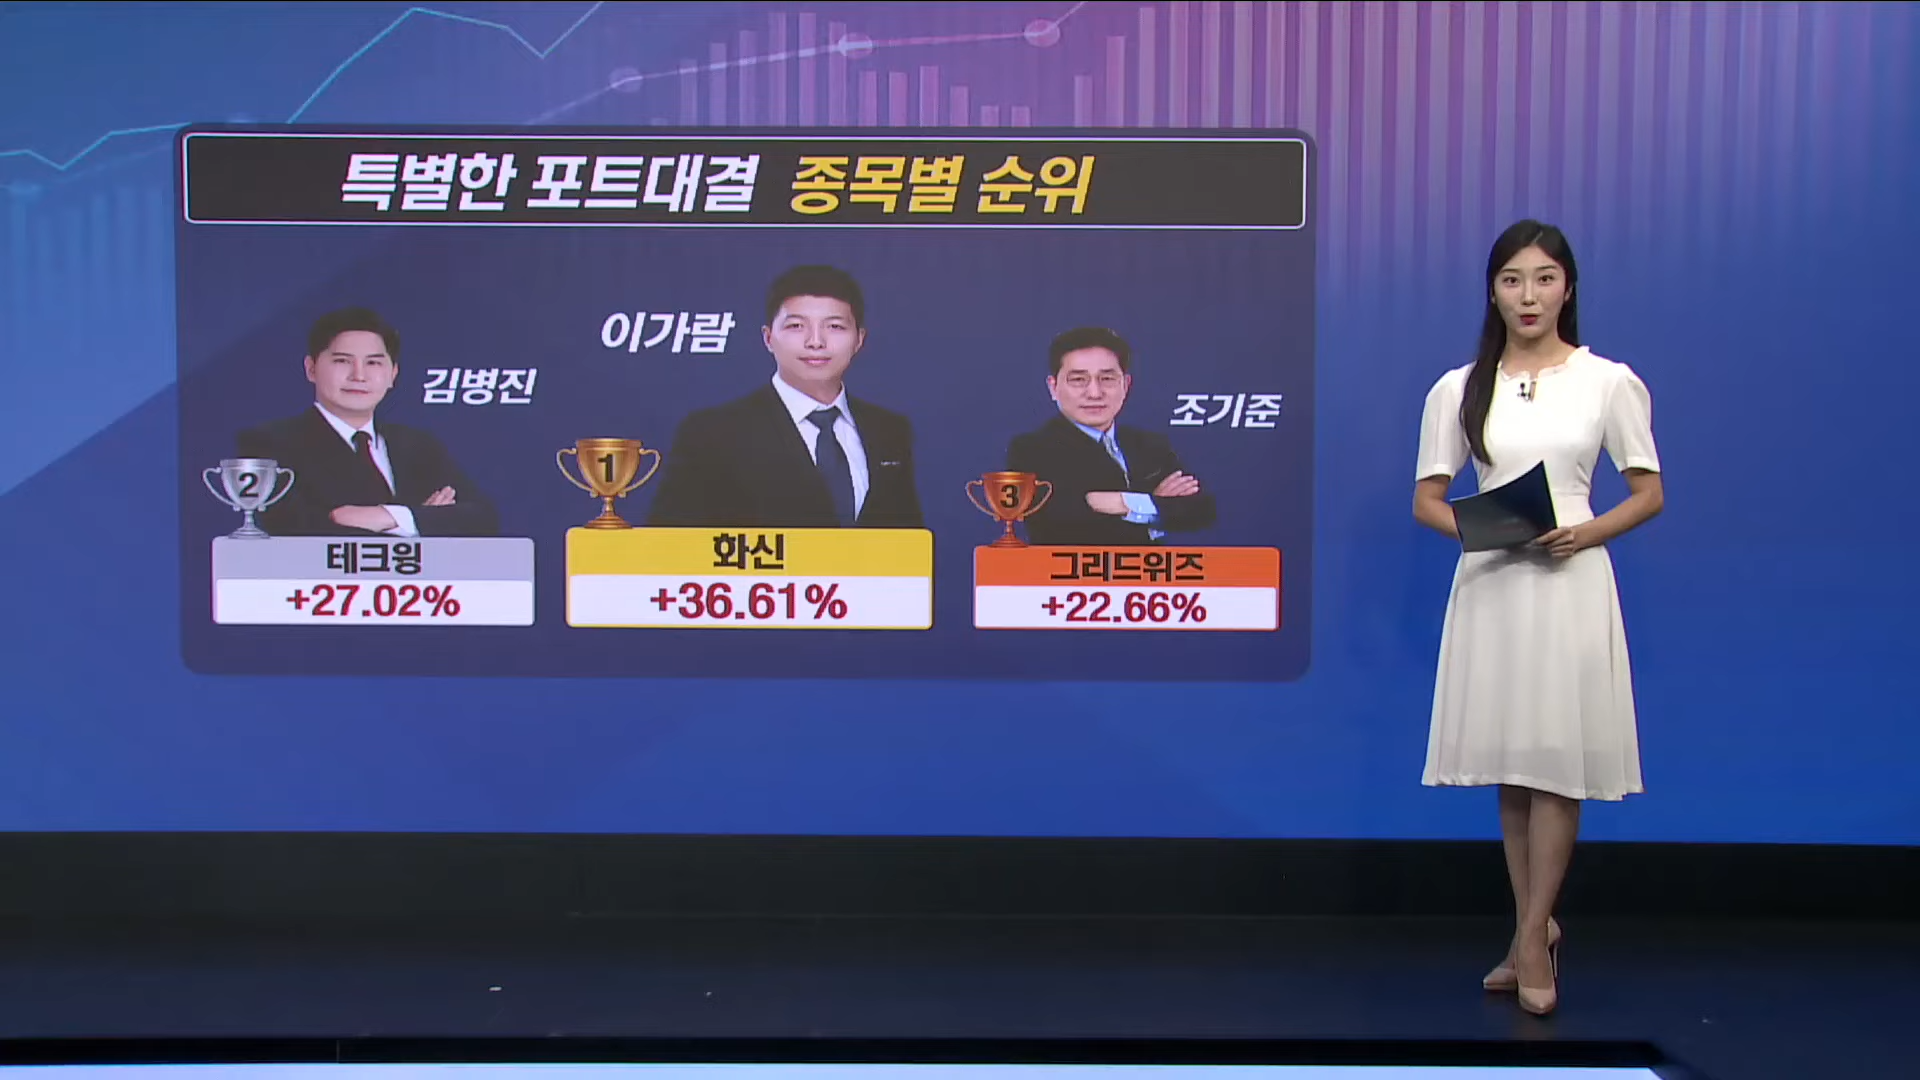 특별한 포트대결 종목별 순위
김병진
2
테크윙
+27.02%
이가람
1
화신
+36.61%
조기준
3
그리드위즈
+22.66%